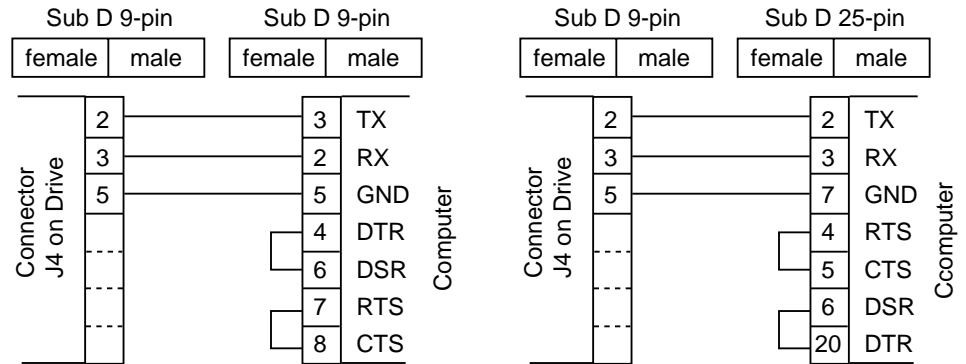 Sub D 9-pin Sub D 9-pin
female male female male
Connector
J4 on Drive
2 3 TX
3 2 RX
5 5 GND
4 DTR
6 DSR
7 RTS
8 CTS
Computer
Sub D 9-pin Sub D 25-pin
female male female male
Connector
J4 on Drive
2 2 TX
3 3 RX
5 7 GND
4 RTS
5 CTS
6 DSR
20 DTR
Ccomputer